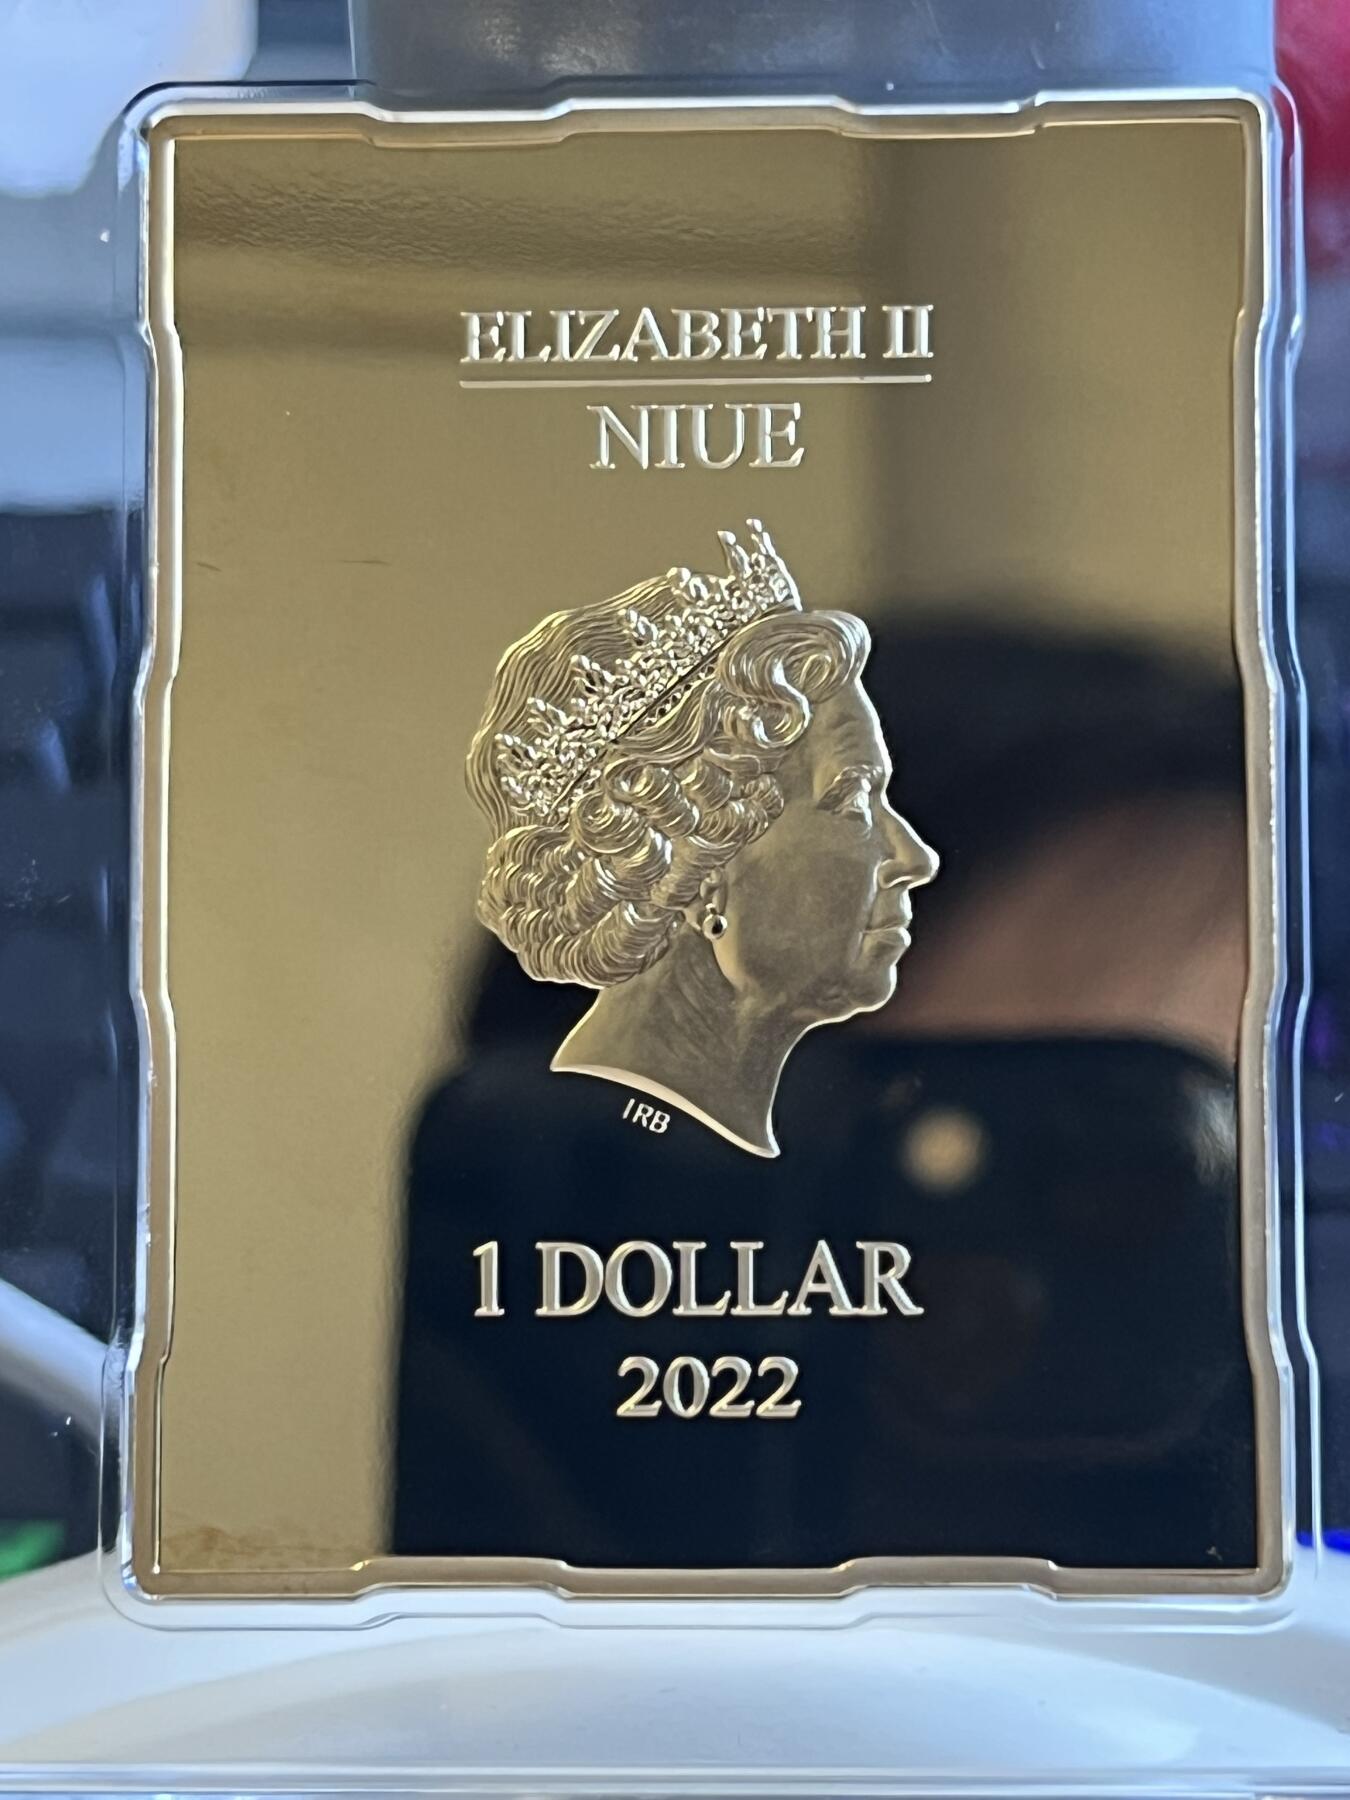 ELIZABETH II
NIUE
IRB
1 DOLLAR
2022